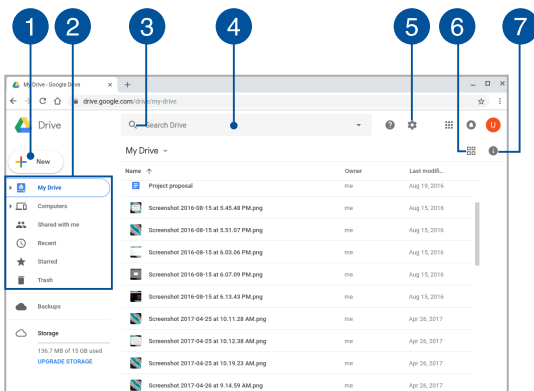 1 2 3 4 5 6 7
My Drive - Google Drive
drive.google.com/drive/my-drive
Drive
Search Drive
U
New
My Drive
Name Owner Last modifi...
My Drive
Project proposal me Aug 19, 2016
Computers
Screenshot 2016-08-15 at 5.45.48 PM.png me Aug 15, 2016
Shared with me
Screenshot 2016-08-15 at 5.51.07 PM.png me Aug 15, 2016
Recent
Screenshot 2016-08-15 at 6.03.06 PM.png me Aug 15, 2016
Starred
Screenshot 2016-08-15 at 6.07.09 PM.png me Aug 15, 2016
Trash
Screenshot 2016-08-15 at 6.13.43 PM.png me Aug 15, 2016
Backups
Screenshot 2017-04-25 at 10.11.28 AM.png me Apr 26, 2017
Storage
Screenshot 2017-04-25 at 10.12.38 AM.png me Apr 26, 2017
136.7 MB of 15 GB used
UPGRADE STORAGE
Screenshot 2017-04-25 at 10.19.23 AM.png me Apr 26, 2017
Screenshot 2017-04-26 at 9.14.59 AM.png me Apr 26, 2017